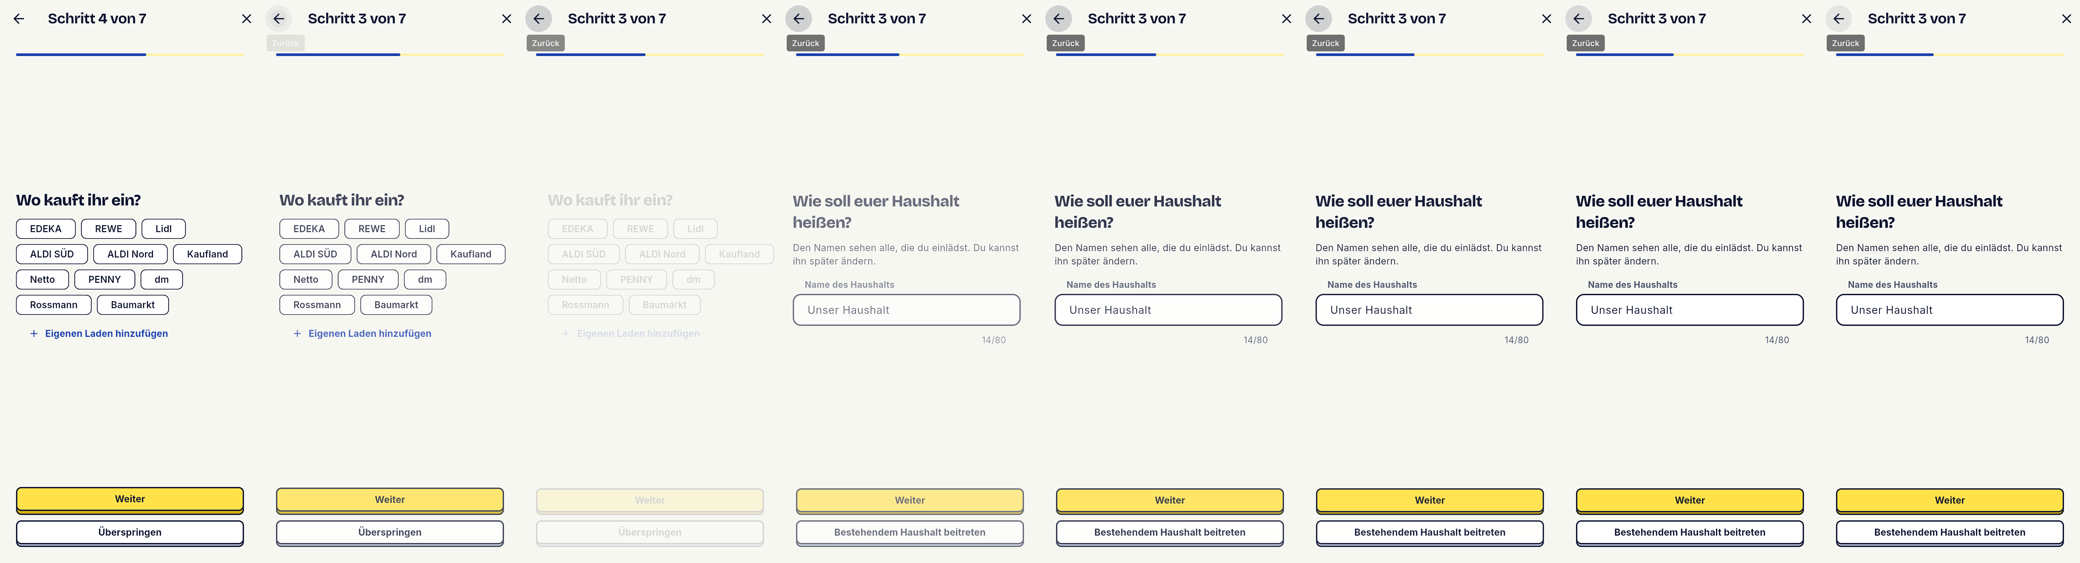 Schritt 4 von 7
Wo kauft ihr ein?
EDEKA REWE Lidl
ALDI SÜD ALDI Nord Kaufland
Netto PENNY dm
Rossmann Baumarkt
+ Eigenen Laden hinzufügen
Weiter
Überspringen
Schritt 3 von 7
Zurück
Wo kauft ihr ein?
EDEKA REWE Lidl
ALDI SÜD ALDI Nord Kaufland
Netto PENNY dm
Rossmann Baumarkt
+ Eigenen Laden hinzufügen
Weiter
Überspringen
Schritt 3 von 7
Zurück
Wo kauft ihr ein?
EDEKA REWE Lidl
ALDI SÜD ALDI Nord Kaufland
Netto PENNY dm
Rossmann Baumarkt
+ Eigenen Laden hinzufügen
Weiter
Überspringen
Schritt 3 von 7
Zurück
Wie soll euer Haushalt
heißen?
Den Namen sehen alle, die du einlädst. Du kannst
ihn später ändern.
Name des Haushalts
Unser Haushalt
14/80
Weiter
Bestehendem Haushalt beitreten
Schritt 3 von 7
Zurück
Wie soll euer Haushalt
heißen?
Den Namen sehen alle, die du einlädst. Du kannst
ihn später ändern.
Name des Haushalts
Unser Haushalt
14/80
Weiter
Bestehendem Haushalt beitreten
Schritt 3 von 7
Zurück
Wie soll euer Haushalt
heißen?
Den Namen sehen alle, die du einlädst. Du kannst
ihn später ändern.
Name des Haushalts
Unser Haushalt
14/80
Weiter
Bestehendem Haushalt beitreten
Schritt 3 von 7
Zurück
Wie soll euer Haushalt
heißen?
Den Namen sehen alle, die du einlädst. Du kannst
ihn später ändern.
Name des Haushalts
Unser Haushalt
14/80
Weiter
Bestehendem Haushalt beitreten
Schritt 3 von 7
Zurück
Wie soll euer Haushalt
heißen?
Den Namen sehen alle, die du einlädst. Du kannst
ihn später ändern.
Name des Haushalts
Unser Haushalt
14/80
Weiter
Bestehendem Haushalt beitreten